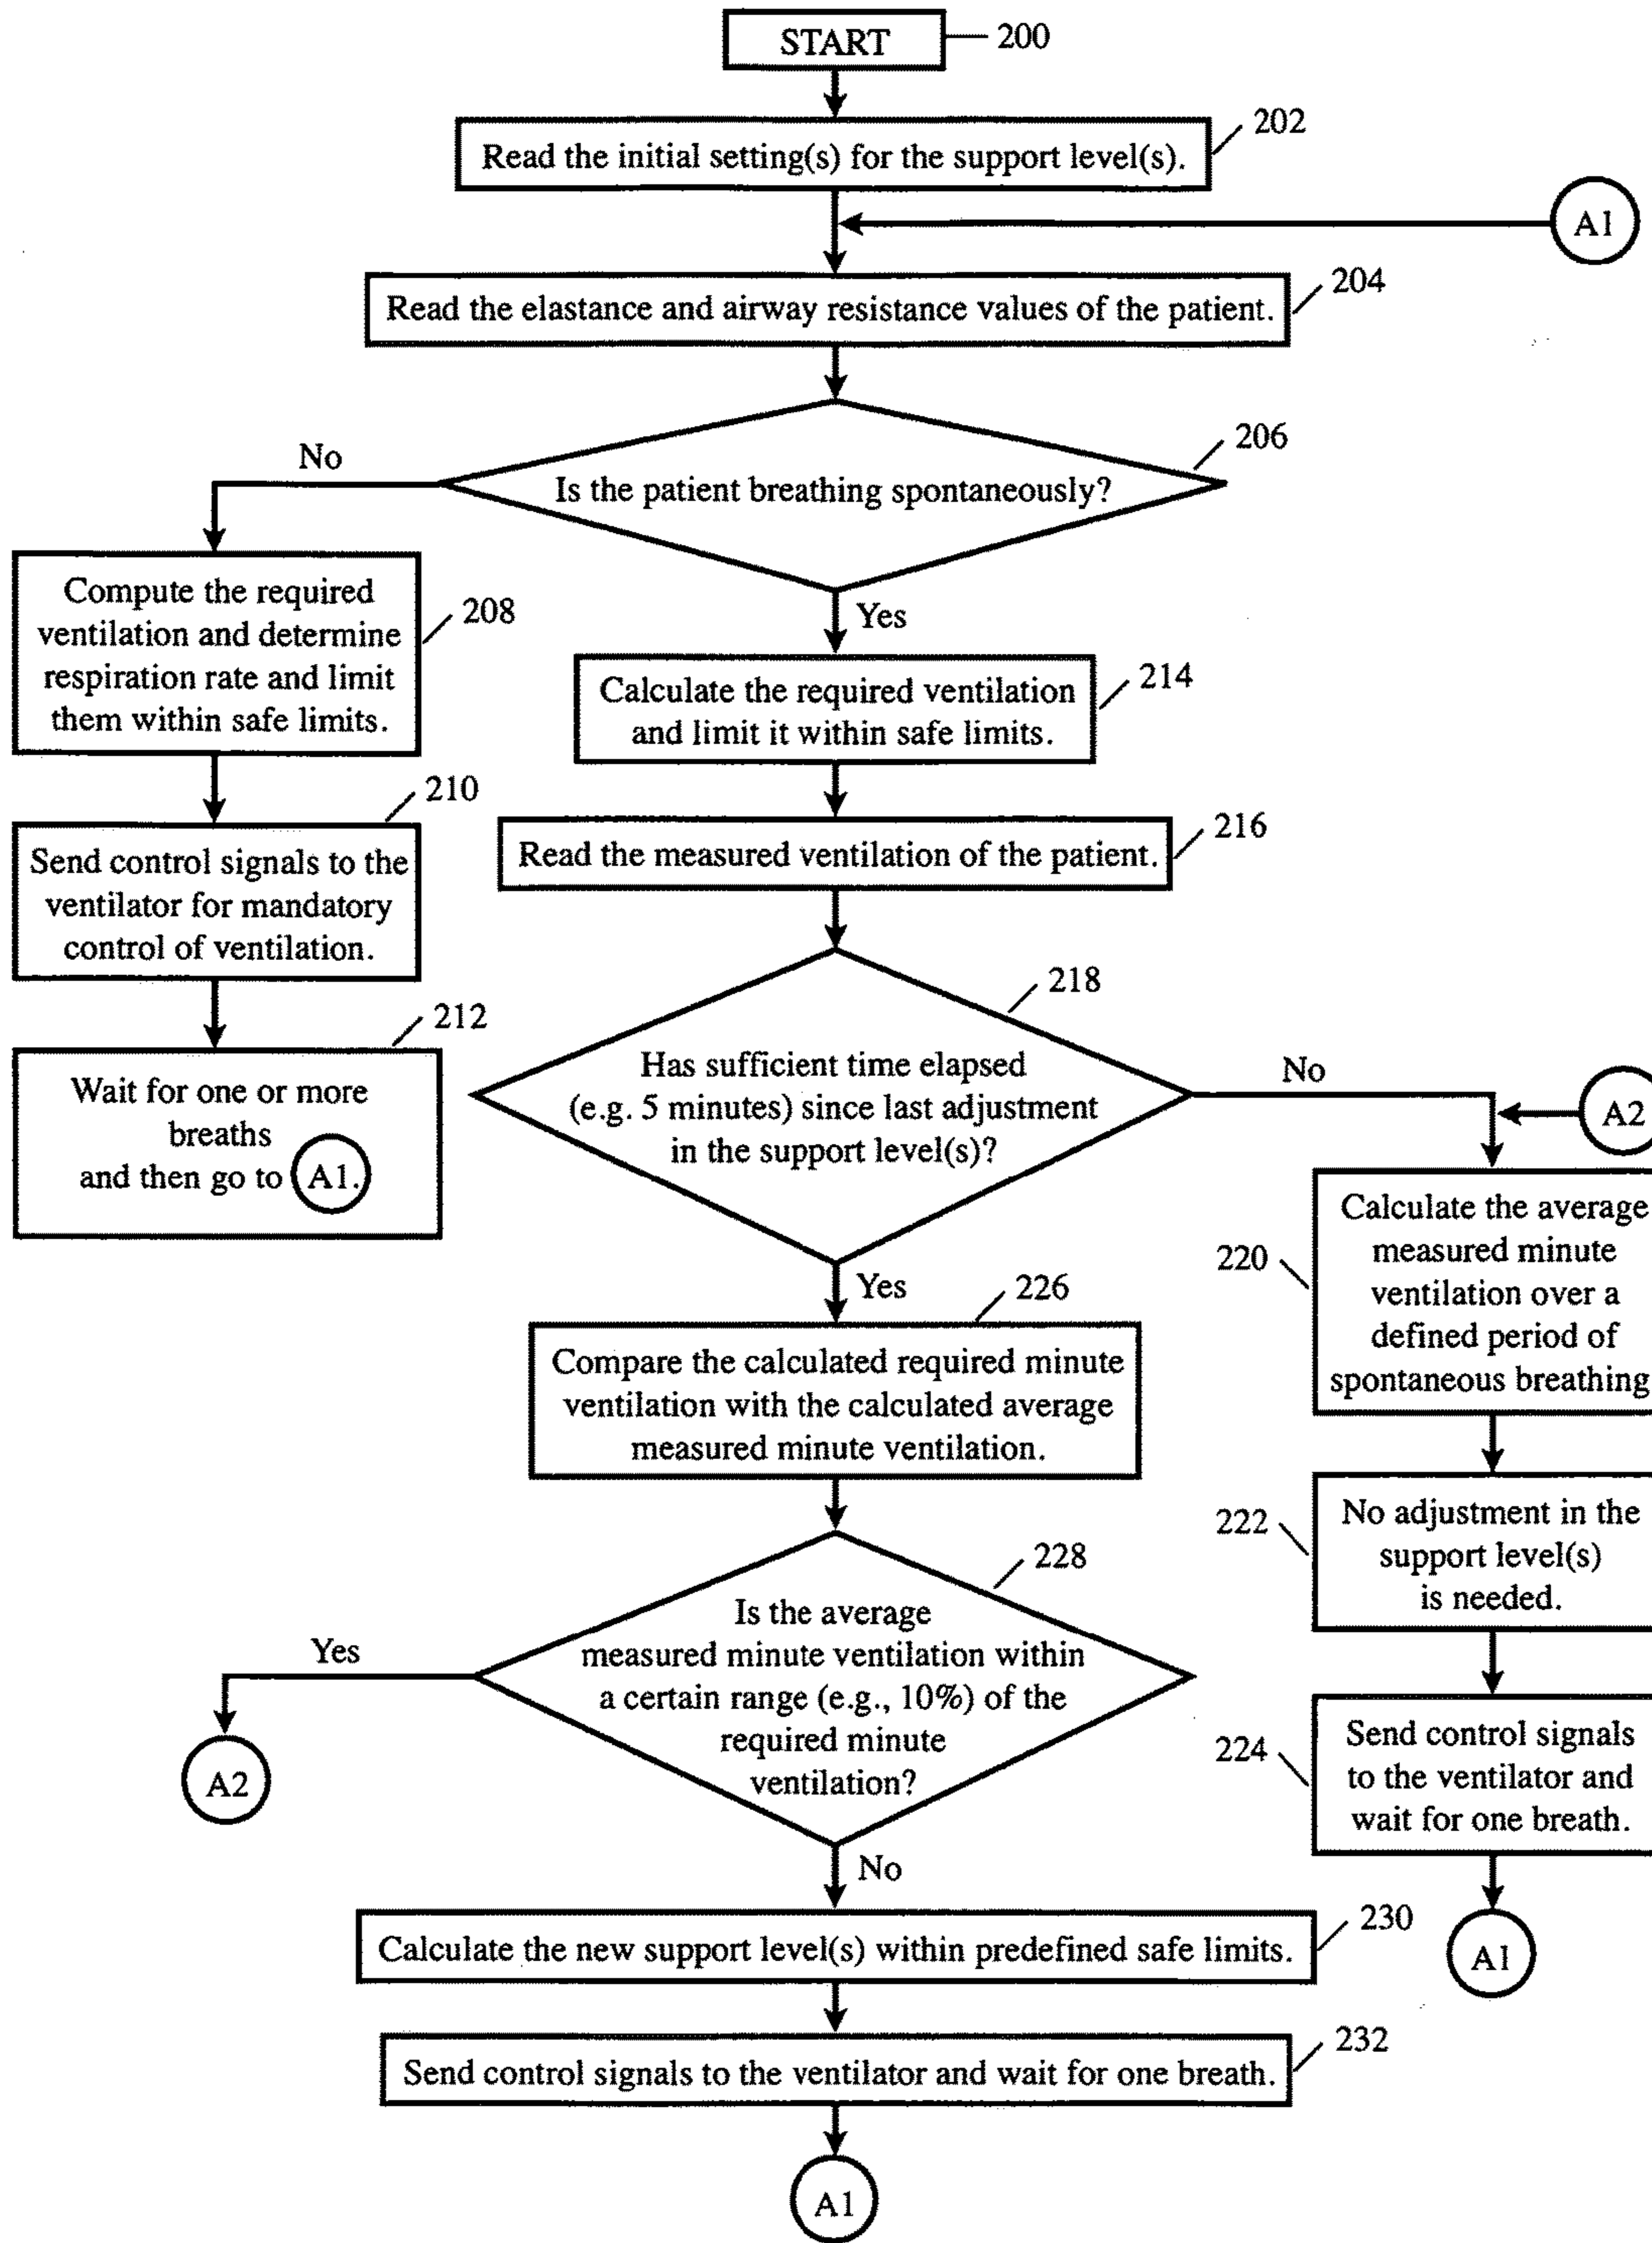 START
200
202
Read the initial setting(s) for the support level(s).
A1
204
Read the elastance and airway resistance values of the patient.
206
No
Is the patient breathing spontaneously?
Compute the required
ventilation and determine
respiration rate and limit
them within safe limits.
208
Yes
Calculate the required ventilation
and limit it within safe limits.
214
210
Send control signals to the
ventilator for mandatory
control of ventilation.
216
Read the measured ventilation of the patient.
212
Wait for one or more
breaths
and then go to A1.
218
Has sufficient time elapsed
(e.g. 5 minutes) since last adjustment
in the support level(s)?
No
A2
Calculate the average
measured minute
ventilation over a
defined period of
spontaneous breathing
220
Yes
226
Compare the calculated required minute
ventilation with the calculated average
measured minute ventilation.
222
No adjustment in the
support level(s)
is needed.
228
Is the average
measured minute ventilation within
a certain range (e.g., 10%) of the
required minute
ventilation?
Yes
A2
224
Send control signals
to the ventilator and
wait for one breath.
A1
No
230
Calculate the new support level(s) within predefined safe limits.
232
Send control signals to the ventilator and wait for one breath.
A1